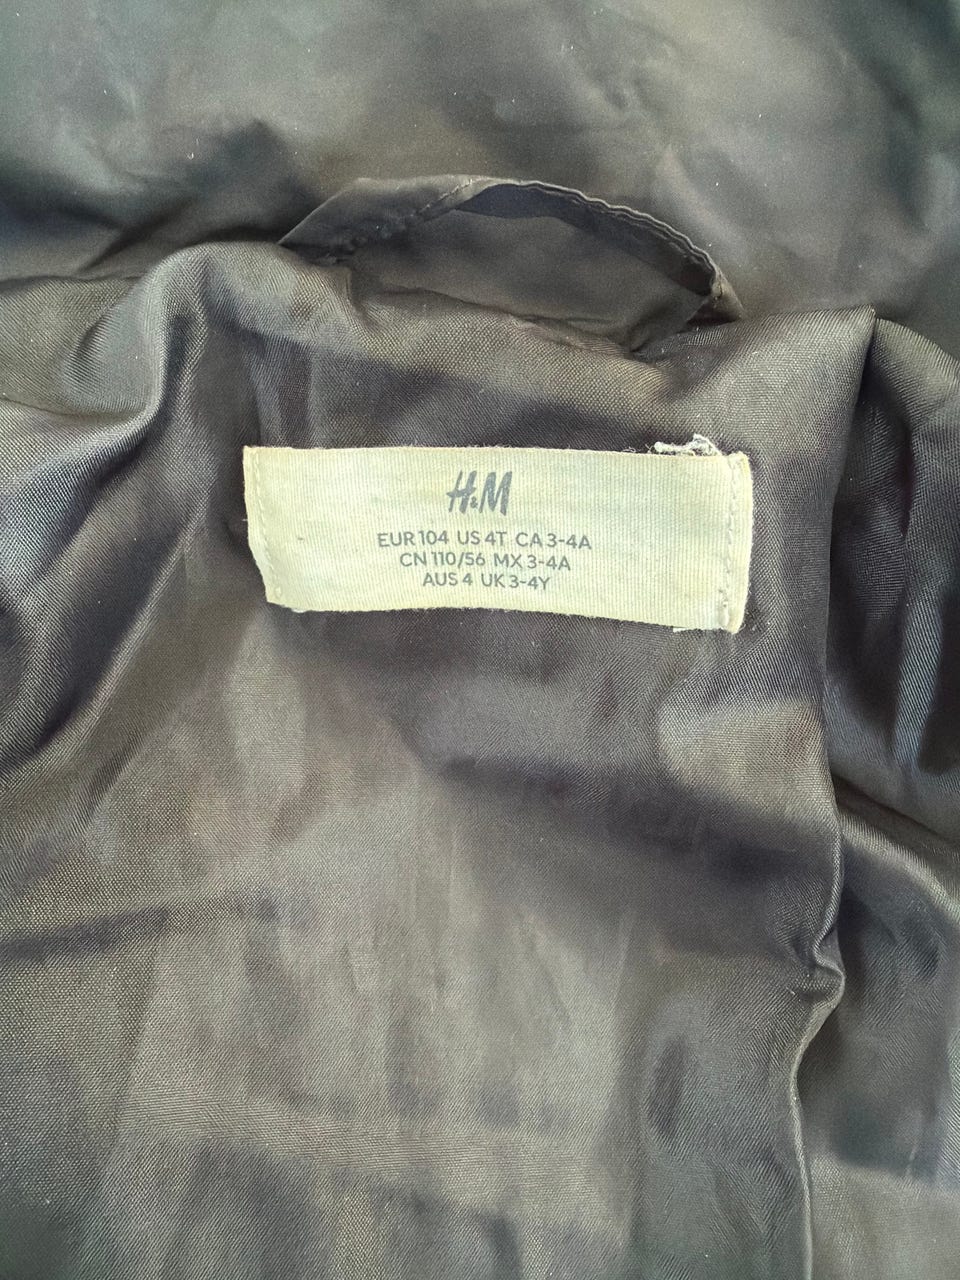 H&M
EUR 104 US 4T CA 3-4A
CN 110/56 MX 3-4A
AUS 4 UK 3-4Y